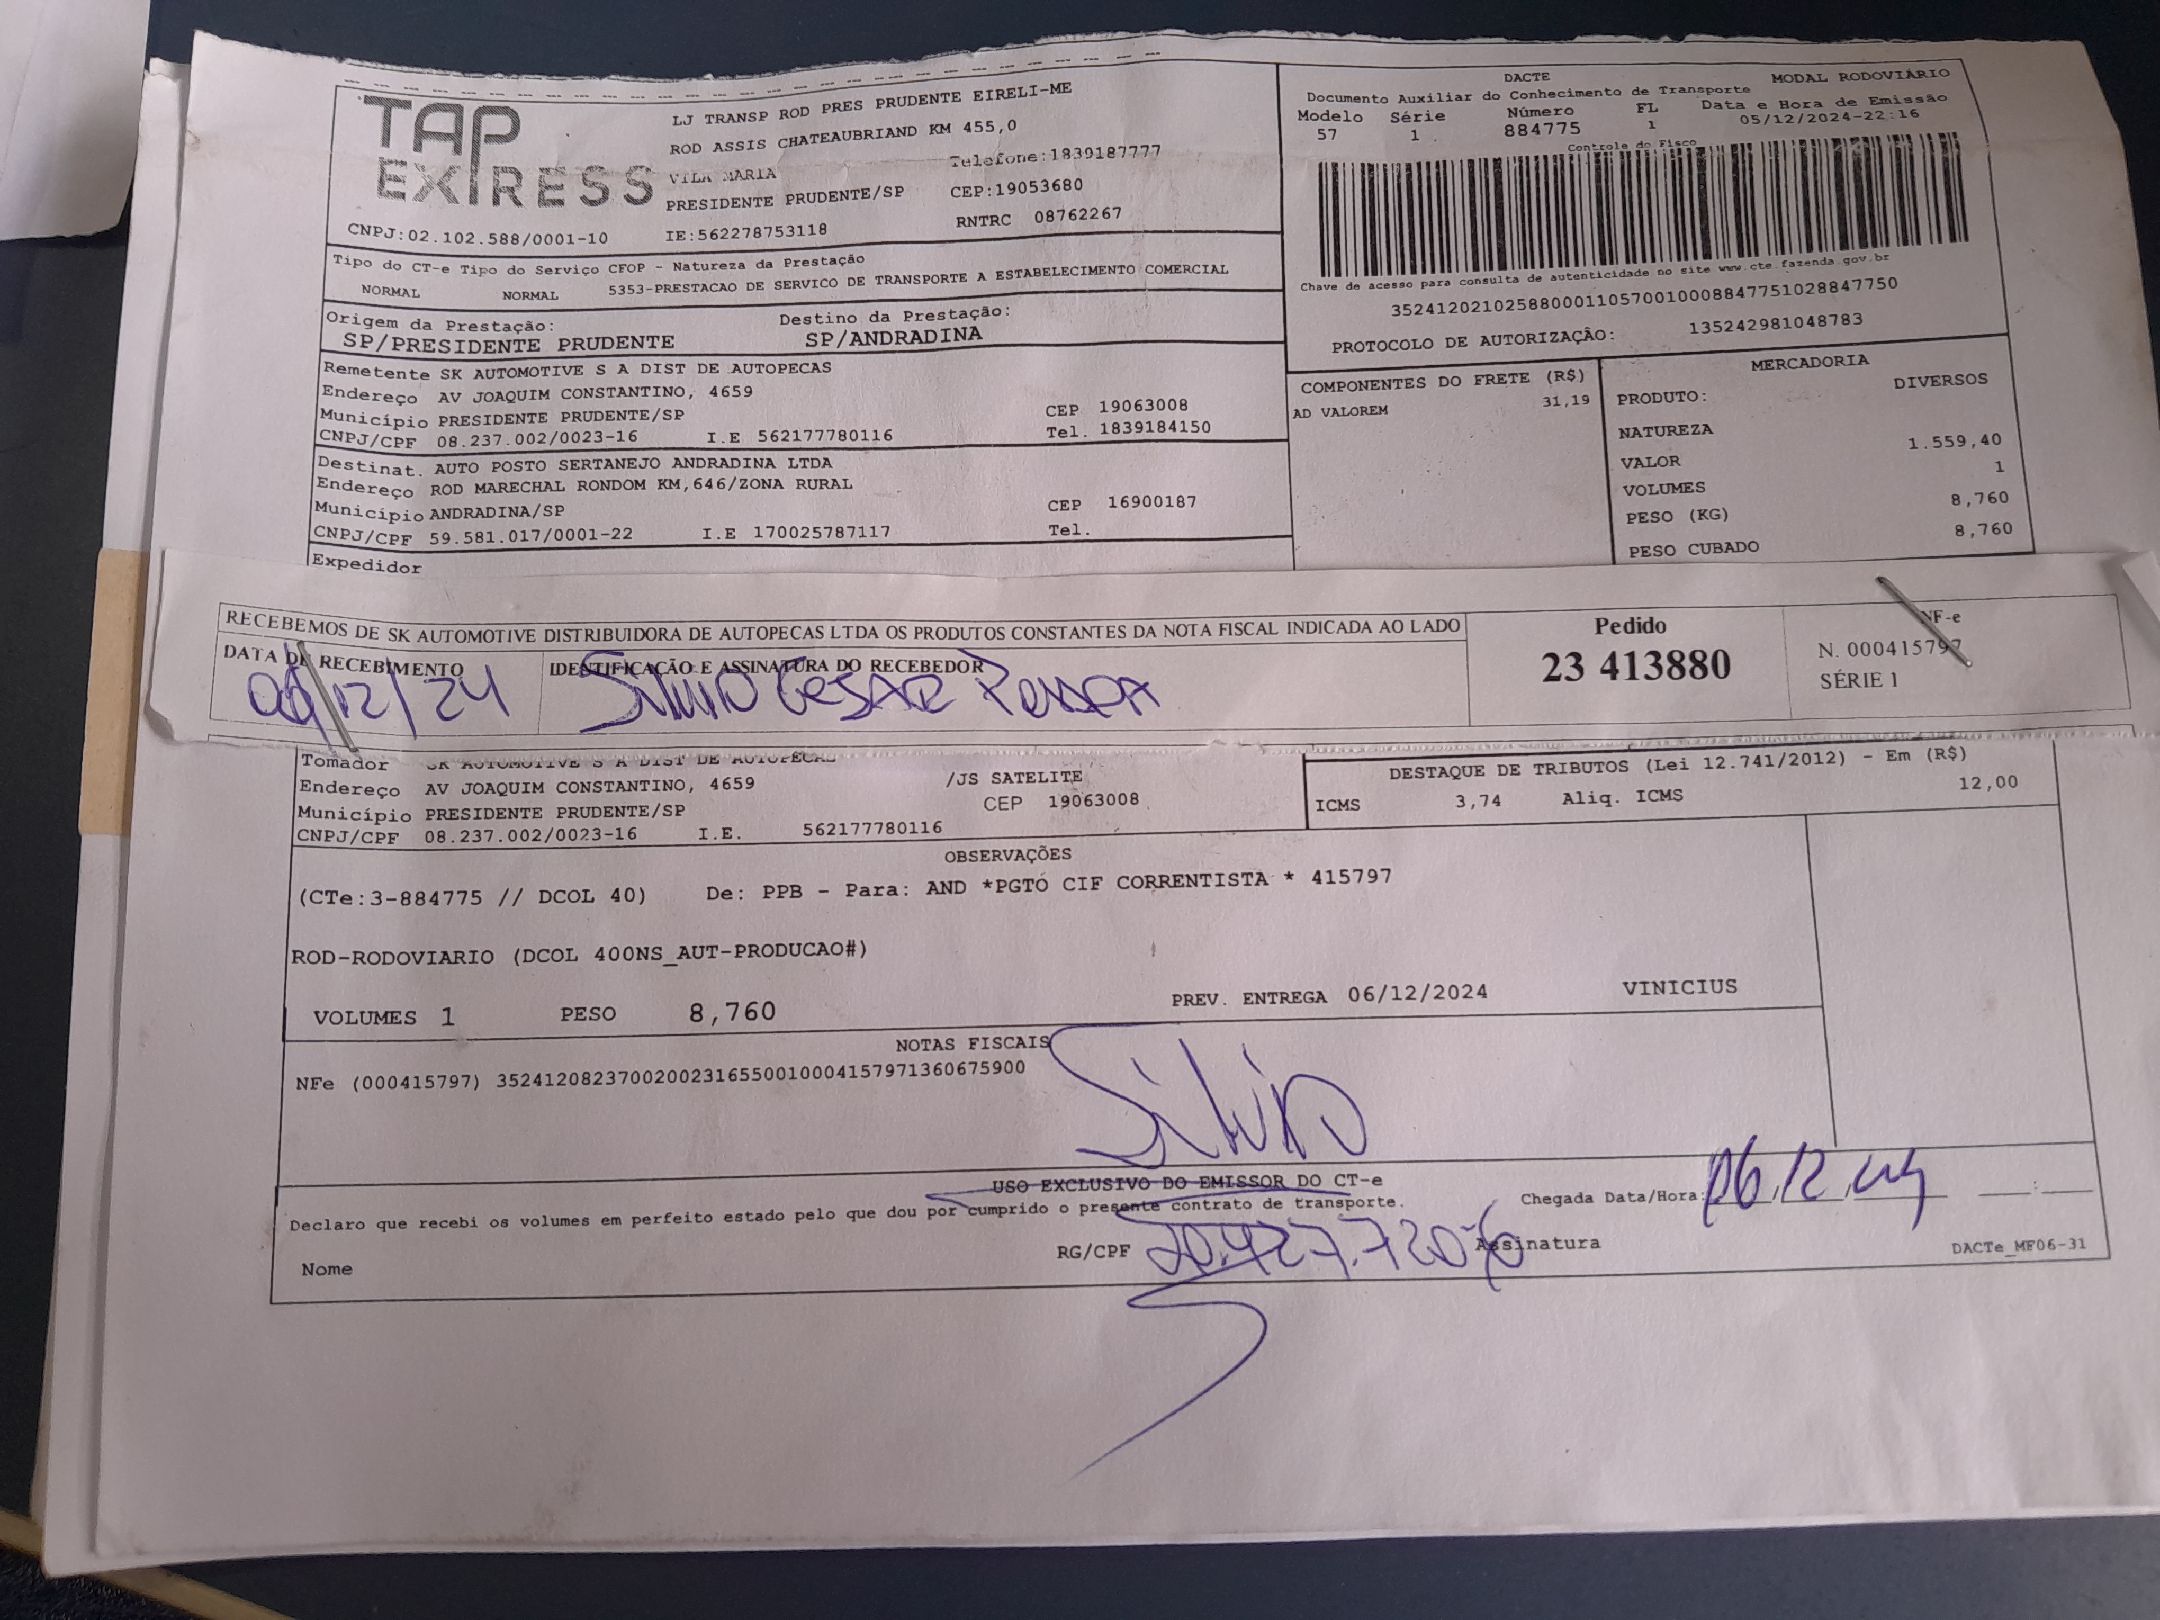 TAP
EXPRESS
LJ TRANSP ROD PRES PRUDENTE EIRELI-ME
ROD ASSIS CHATEAUBRIAND KM 455,0
VILA MARIA Telefone:1839187777
PRESIDENTE PRUDENTE/SP CEP:19053680
CNPJ:02.102.588/0001-10 IE:562278753118 RNTRC 08762267
DACTE MODAL RODOVIÁRIO
Documento Auxiliar do Conhecimento de Transporte
Modelo Série Número FL Data e Hora de Emissão
57 1 884775 1 05/12/2024-22:16
Controle do Fisco
Chave de acesso para consulta de autenticidade no site www.cte.fazenda.gov.br
35241202102588000110570010008847751028847750
PROTOCOLO DE AUTORIZAÇÃO: 135242981048783
Tipo do CT-e Tipo do Serviço CFOP - Natureza da Prestação
NORMAL NORMAL 5353-PRESTACAO DE SERVICO DE TRANSPORTE A ESTABELECIMENTO COMERCIAL
Origem da Prestação: Destino da Prestação:
SP/PRESIDENTE PRUDENTE SP/ANDRADINA
Remetente SK AUTOMOTIVE S A DIST DE AUTOPECAS
Endereço AV JOAQUIM CONSTANTINO, 4659
Município PRESIDENTE PRUDENTE/SP CEP 19063008
CNPJ/CPF 08.237.002/0023-16 I.E 562177780116 Tel. 1839184150
Destinat. AUTO POSTO SERTANEJO ANDRADINA LTDA
Endereço ROD MARECHAL RONDOM KM,646/ZONA RURAL
Município ANDRADINA/SP CEP 16900187
CNPJ/CPF 59.581.017/0001-22 I.E 170025787117 Tel.
Expedidor
COMPONENTES DO FRETE (R$)
AD VALOREM 31,19
MERCADORIA
PRODUTO: DIVERSOS
NATUREZA
VALOR 1.559,40
VOLUMES 1
PESO (KG) 8,760
PESO CUBADO 8,760
RECEBEMOS DE SK AUTOMOTIVE DISTRIBUIDORA DE AUTOPECAS LTDA OS PRODUTOS CONSTANTES DA NOTA FISCAL INDICADA AO LADO
DATA DE RECEBIMENTO IDENTIFICAÇÃO E ASSINATURA DO RECEBEDOR
06/12/24 Silvio Cesar
Pedido
23 413880
NF-e
N. 000415797
SÉRIE 1
Tomador SK AUTOMOTIVE S A DIST DE AUTOPECAS
Endereço AV JOAQUIM CONSTANTINO, 4659 /JS SATELITE
Município PRESIDENTE PRUDENTE/SP CEP 19063008
CNPJ/CPF 08.237.002/0023-16 I.E. 562177780116
DESTAQUE DE TRIBUTOS (Lei 12.741/2012) - Em (R$)
ICMS 3,74 Aliq. ICMS 12,00
OBSERVAÇÕES
(CTe:3-884775 // DCOL 40) De: PPB - Para: AND *PGTO CIF CORRENTISTA * 415797
ROD-RODOVIARIO (DCOL 400NS_AUT-PRODUCAO#)
VOLUMES 1 PESO 8,760 PREV. ENTREGA 06/12/2024 VINICIUS
NOTAS FISCAIS
NFe (000415797) 35241208237002002316550010004157971360675900
Silvio
USO EXCLUSIVO DO EMISSOR DO CT-e
Declaro que recebi os volumes em perfeito estado pelo que dou por cumprido o presente contrato de transporte.
Chegada Data/Hora: 06 12 24 :
Nome RG/CPF 20.427.720-6 Assinatura DACTe_MF06-31